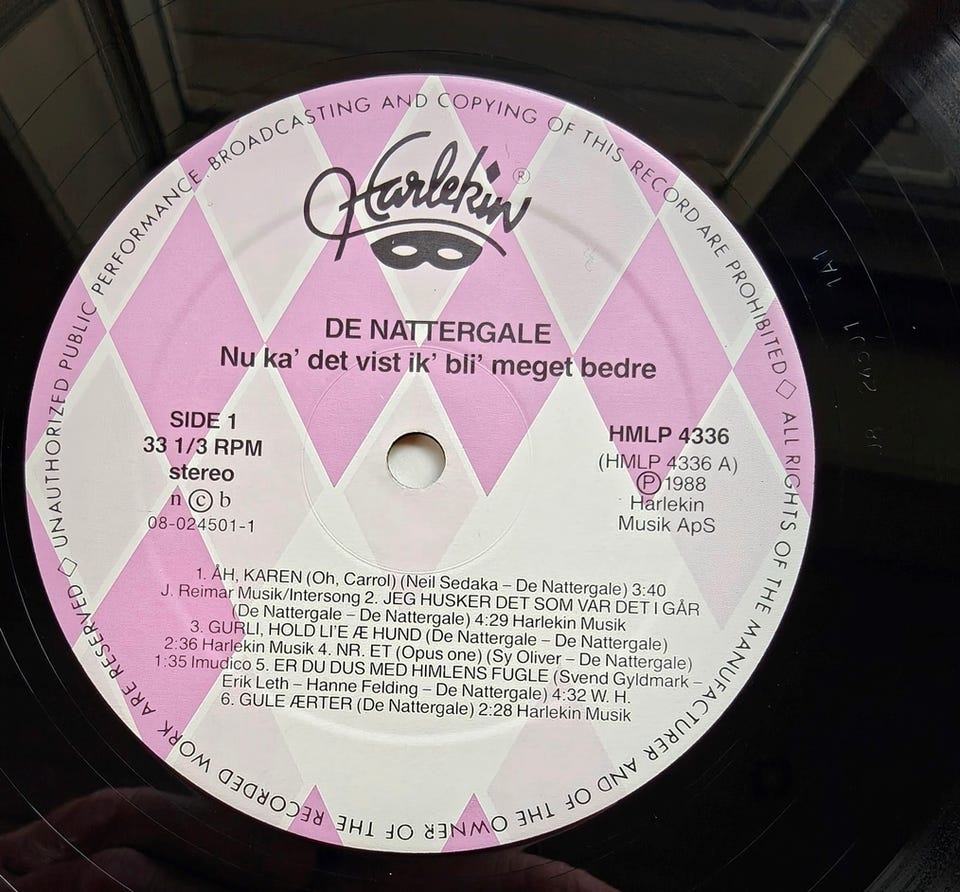 UNAUTHORIZED PUBLIC PERFORMANCE BROADCASTING AND COPYING OF THIS RECORD ARE PROHIBITED ◇ ALL RIGHTS OF THE MANUFACTURER AND OF THE OWNER OF THE RECORDED WORK ARE RESERVED ◇
Harlekin ®
DE NATTERGALE
Nu ka' det vist ik' bli' meget bedre
SIDE 1
33 1/3 RPM
stereo
n © b
08-024501-1
HMLP 4336
(HMLP 4336 A)
Ⓟ 1988
Harlekin
Musik ApS
1. ÅH, KAREN (Oh, Carrol) (Neil Sedaka – De Nattergale) 3:40
J. Reimar Musik/Intersong 2. JEG HUSKER DET SOM VAR DET I GÅR
(De Nattergale – De Nattergale) 4:29 Harlekin Musik
3. GURLI, HOLD LI'E Æ HUND (De Nattergale – De Nattergale)
2:36 Harlekin Musik 4. NR. ET (Opus one) (Sy Oliver – De Nattergale)
1:35 Imudico 5. ER DU DUS MED HIMLENS FUGLE (Svend Gyldmark –
Erik Leth – Hanne Felding – De Nattergale) 4:32 W. H.
6. GULE ÆRTER (De Nattergale) 2:28 Harlekin Musik